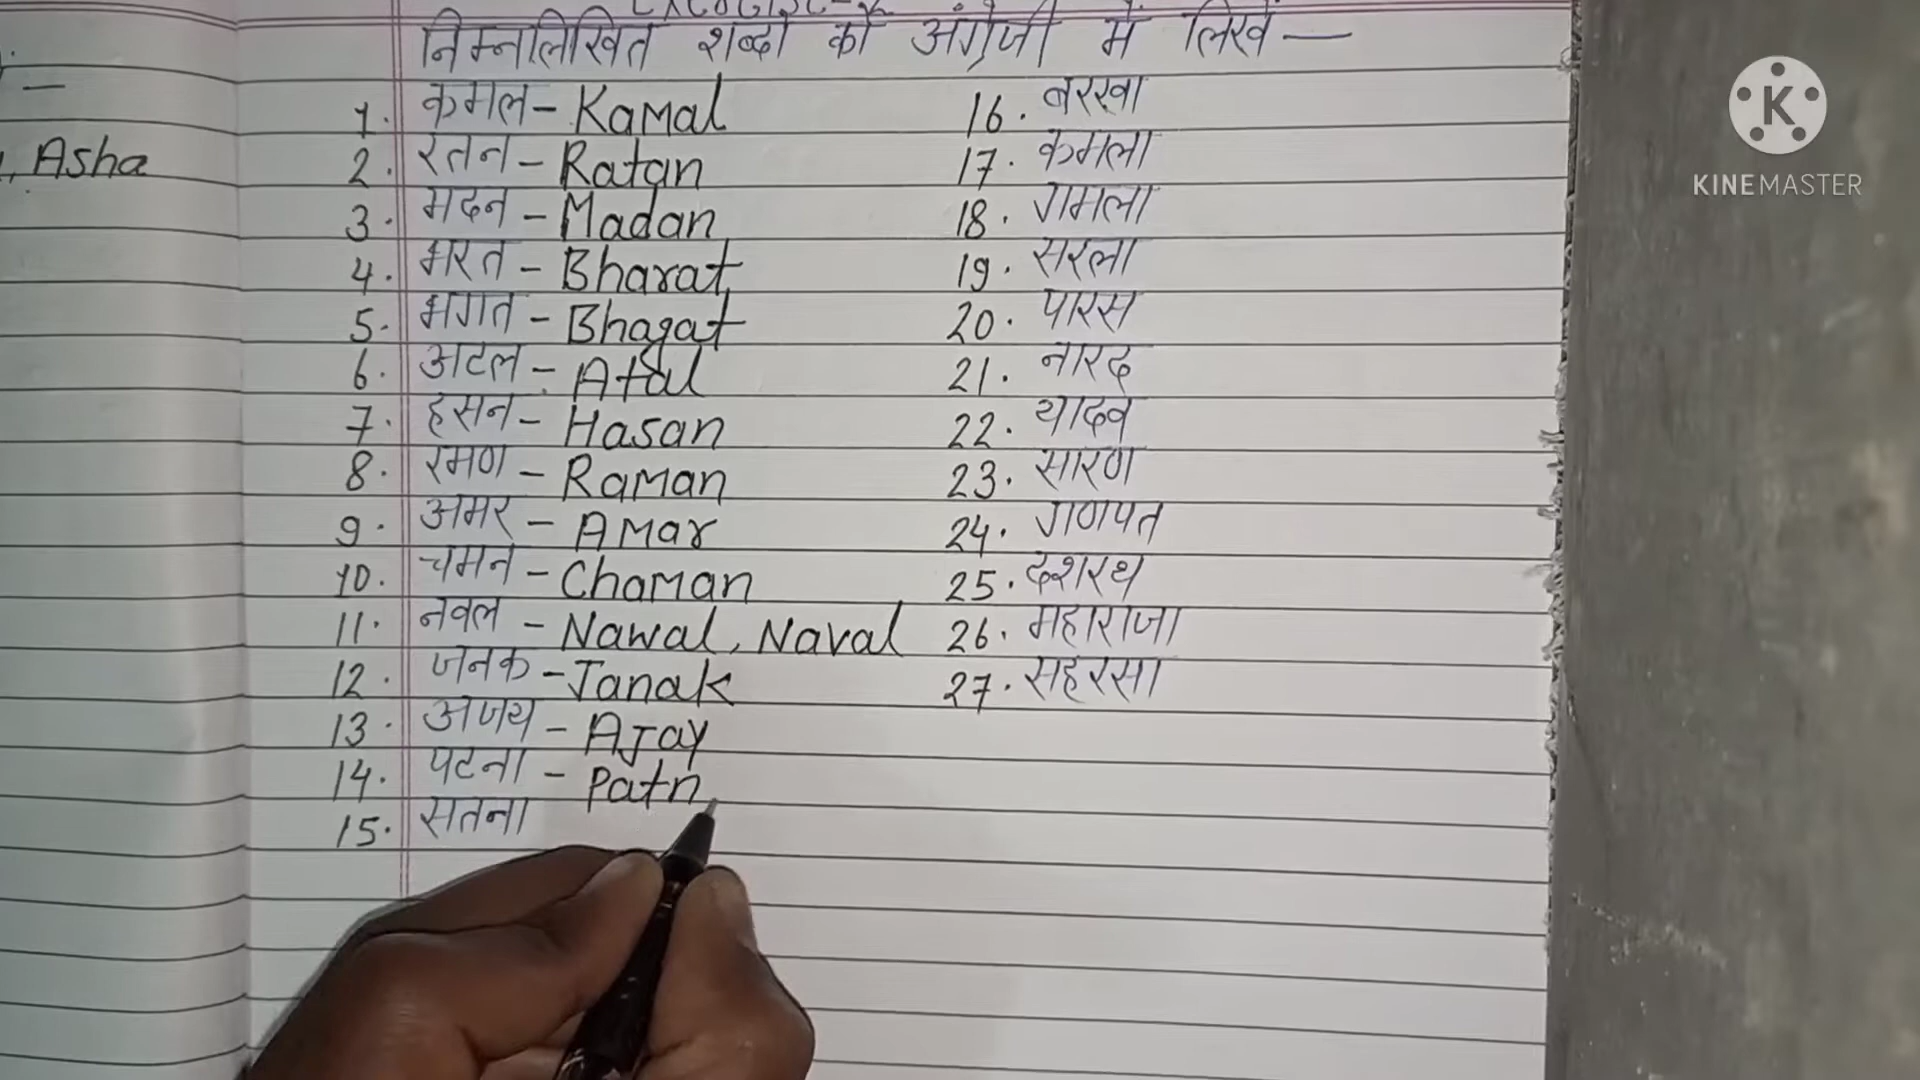 निम्नलिखित शब्दों को अंग्रेजी में लिखें —
, Asha
1. कमल - Kamal
2. रतन - Ratan
3. मदन - Madan
4. भरत - Bharat
5. भगत - Bhagat
6. अटल - Atal
7. हसन - Hasan
8. रमण - Raman
9. अमर - Amar
10. चमन - Chaman
11. नवल - Nawal, Naval
12. जनक - Janak
13. अजय - Ajay
14. पटना - Patn
15. सतना
16. बरखा
17. कमला
18. गमला
19. सरला
20. पारस
21. नारद
22. यादव
23. सारण
24. गणपत
25. दशरथ
26. महाराजा
27. सहरसा
K
KINEMASTER